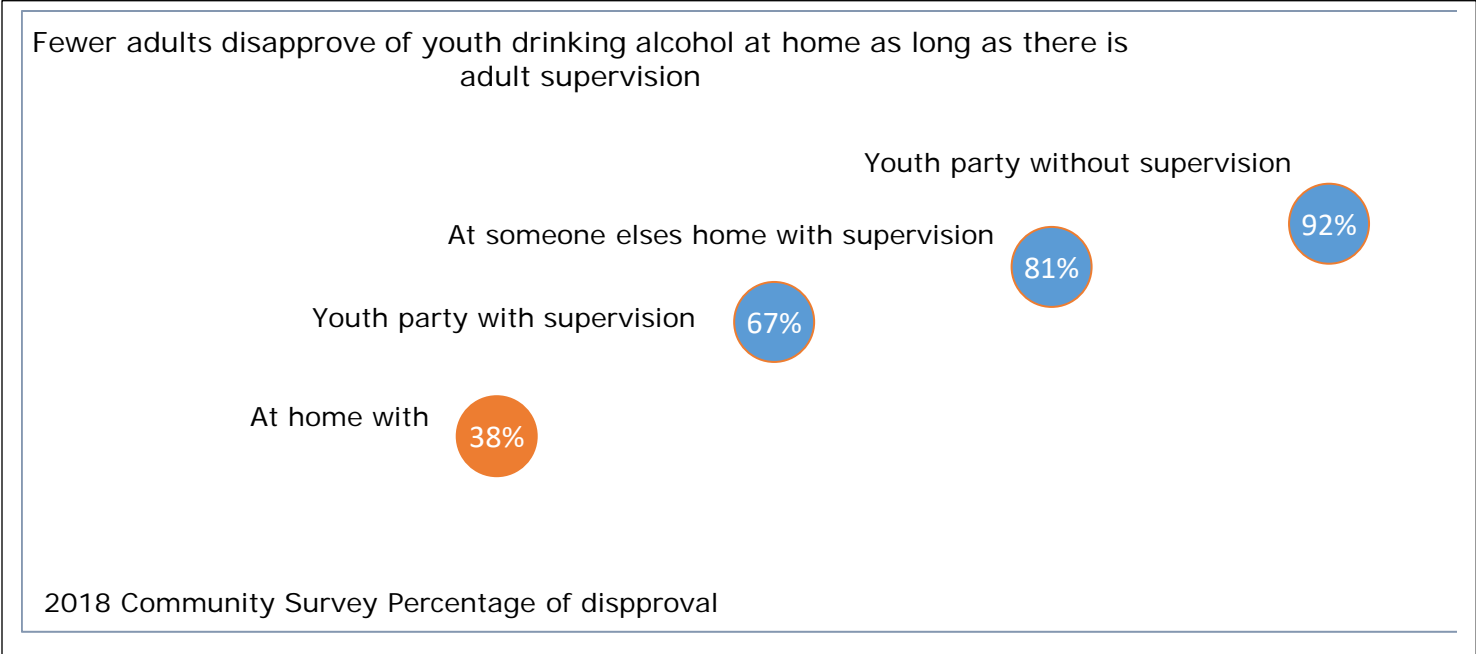 Fewer adults disapprove of youth drinking alcohol at home as long as there is
adult supervision
Youth party without supervision
92%
At someone elses home with supervision
81%
Youth party with supervision
67%
At home with
38%
2018 Community Survey Percentage of dispproval